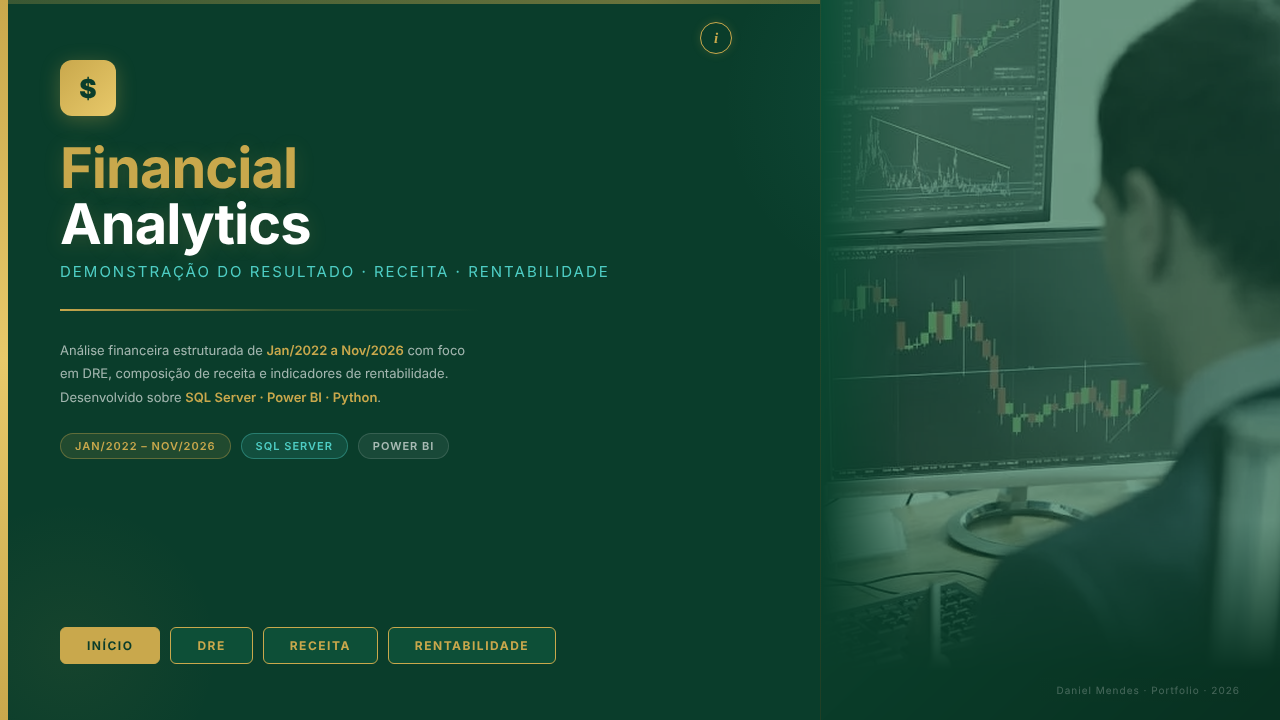 i
$
Financial
Analytics
DEMONSTRAÇÃO DO RESULTADO · RECEITA · RENTABILIDADE
Análise financeira estruturada de Jan/2022 a Nov/2026 com foco
em DRE, composição de receita e indicadores de rentabilidade.
Desenvolvido sobre SQL Server · Power BI · Python.
JAN/2022 – NOV/2026 SQL SERVER POWER BI
INÍCIO DRE RECEITA RENTABILIDADE
Daniel Mendes · Portfolio · 2026